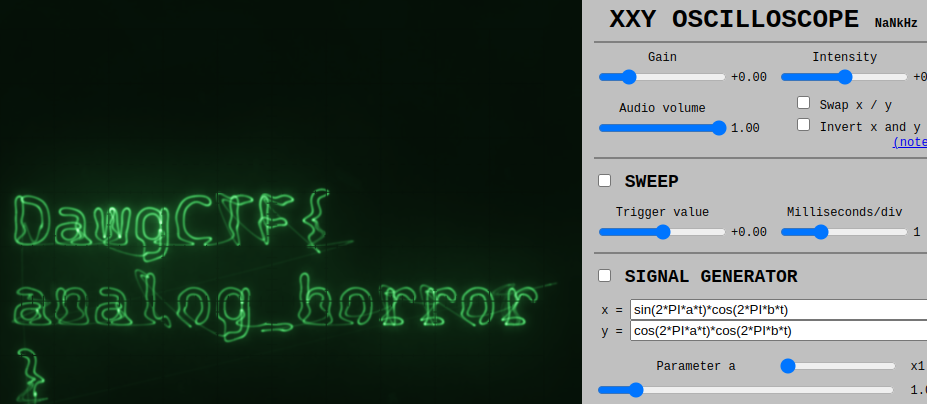 DawgCTF{
analog_horror
}
XXY OSCILLOSCOPE NaNkHz
Gain Intensity
+0.00 +0
Audio volume
1.00
Swap x / y
Invert x and y
(note
SWEEP
Trigger value Milliseconds/div
+0.00 1
SIGNAL GENERATOR
x = sin(2*PI*a*t)*cos(2*PI*b*t)
y = cos(2*PI*a*t)*cos(2*PI*b*t)
Parameter a x1
1.0